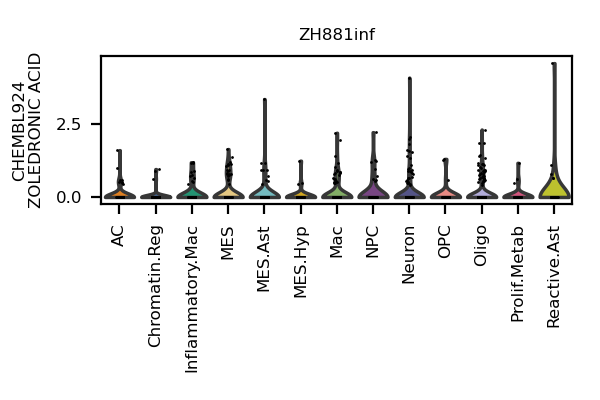 ZH881inf
CHEMBL924
ZOLEDRONIC ACID
2.5
0.0
AC
Chromatin.Reg
Inflammatory.Mac
MES
MES.Ast
MES.Hyp
Mac
NPC
Neuron
OPC
Oligo
Prolif.Metab
Reactive.Ast